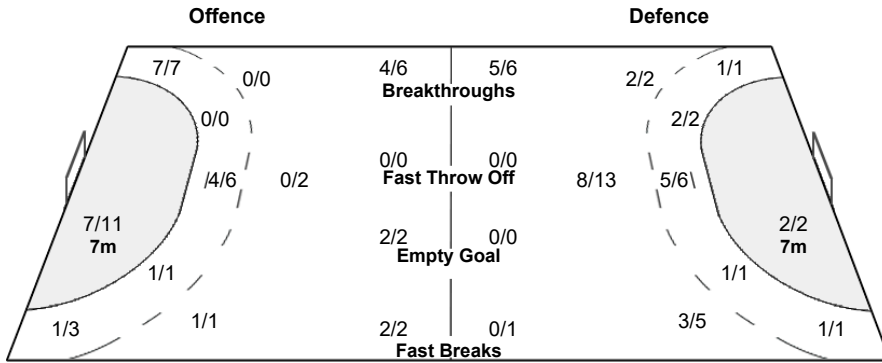 Offence Defence
7/7 0/0 4/6 5/6 2/2 1/1
Breakthroughs
0/0 2/2
0/0 0/0
4/6 0/2 Fast Throw Off 8/13 5/6
7/11 2/2
7m 7m
2/2 0/0
Empty Goal
1/1 1/1
1/3 1/1 2/2 0/1 3/5 1/1
Fast Breaks